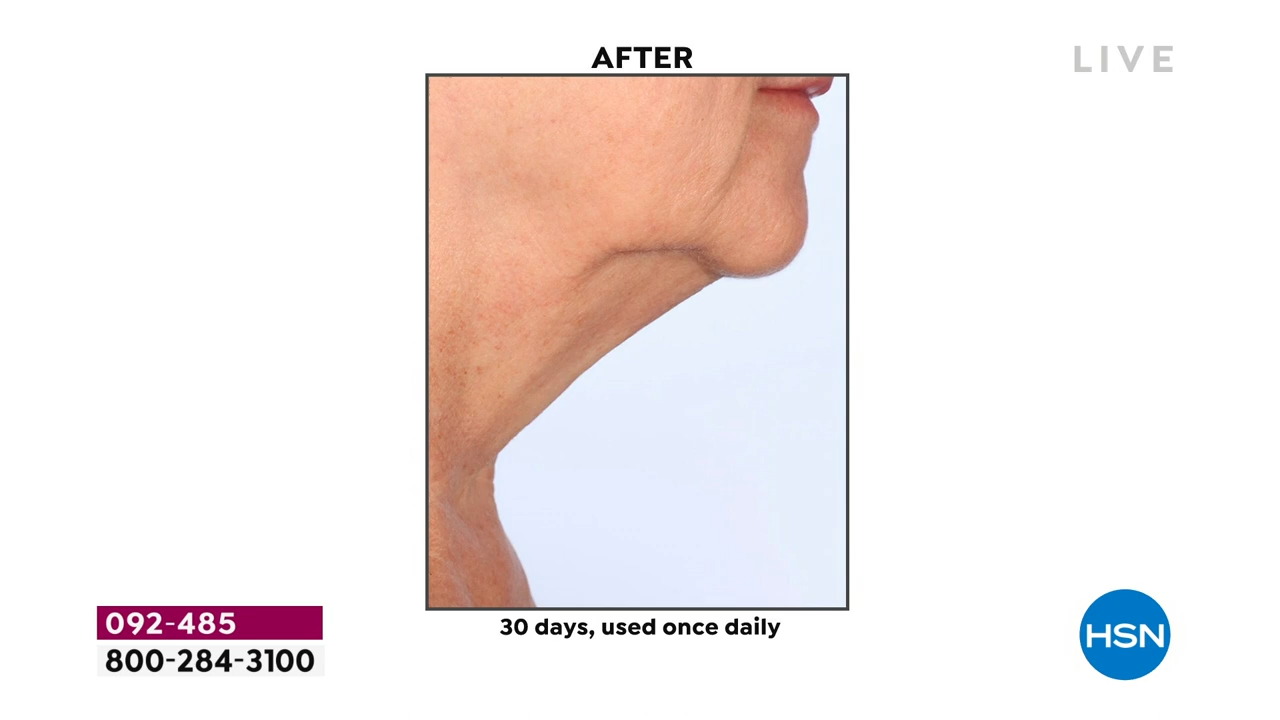 AFTER
LIVE
30 days, used once daily
092-485
800-284-3100
HSN